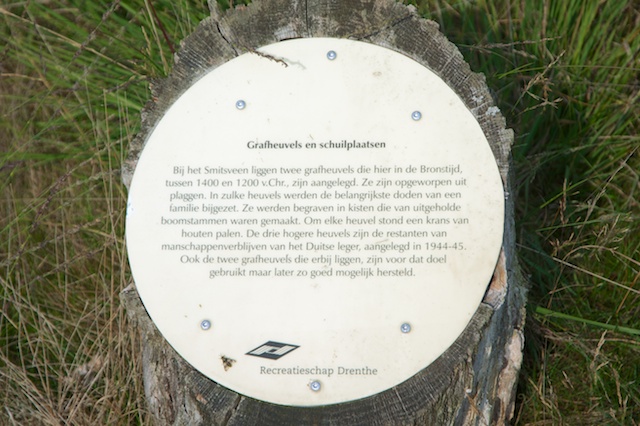 Grafheuvels en schuilplaatsen
Bij het Smitsveen liggen twee grafheuvels die hier in de Bronstijd,
tussen 1400 en 1200 v.Chr., zijn aangelegd. Ze zijn opgeworpen uit
plaggen. In zulke heuvels werden de belangrijkste doden van een
familie bijgezet. Ze werden begraven in kisten die van uitgeholde
boomstammen waren gemaakt. Om elke heuvel stond een krans van
houten palen. De drie hogere heuvels zijn de restanten van
manschappenverblijven van het Duitse leger, aangelegd in 1944-45.
Ook de twee grafheuvels die erbij liggen, zijn voor dat doel
gebruikt maar later zo goed mogelijk hersteld.
Recreatieschap Drenthe